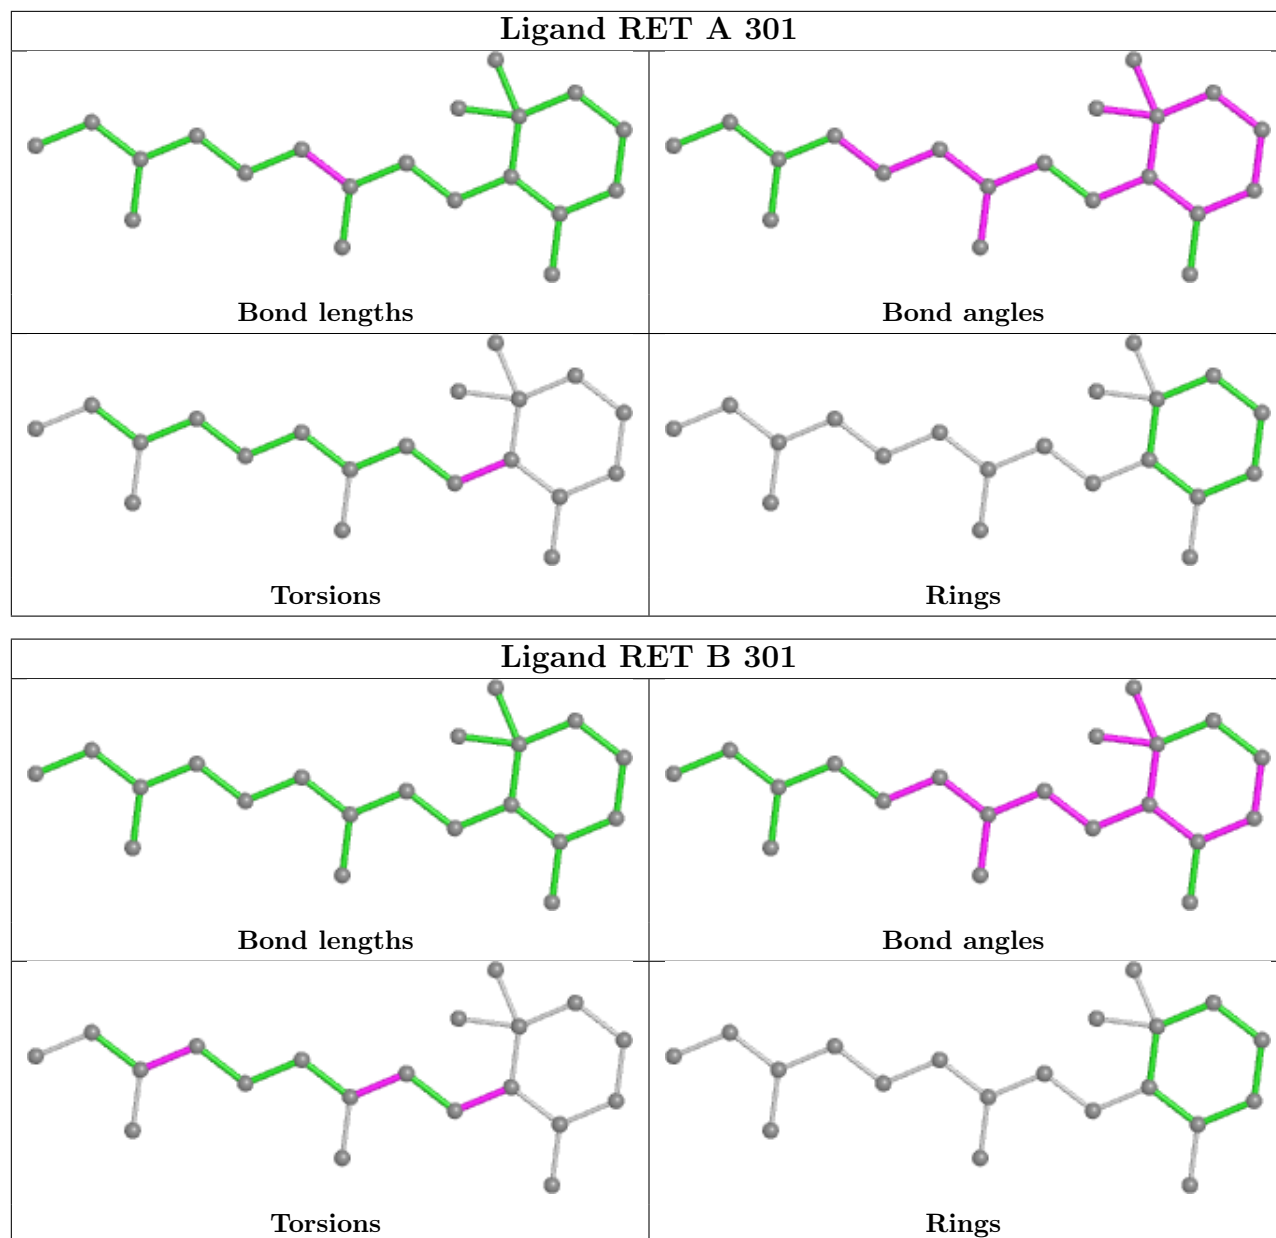 Ligand RET A 301
Bond lengths
Bond angles
Torsions
Rings
Ligand RET B 301
Bond lengths
Bond angles
Torsions
Rings